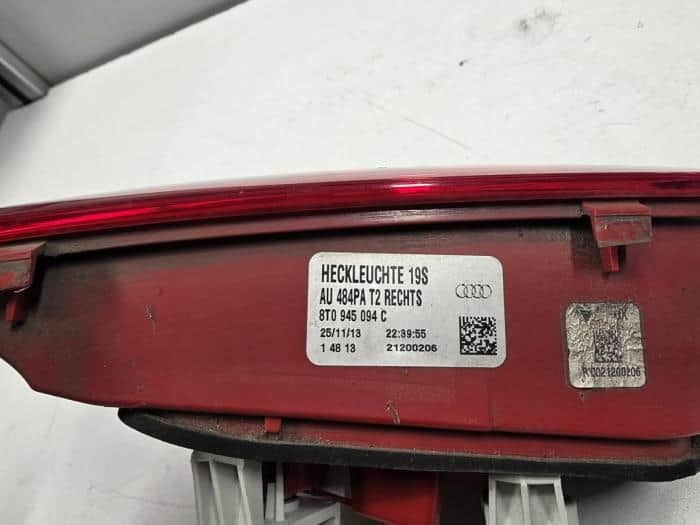 HECKLEUCHTE 19S
AU 484PA T2 RECHTS
8T0 945 094 C
25/11/13 22:39:55
1 48 13 21200206